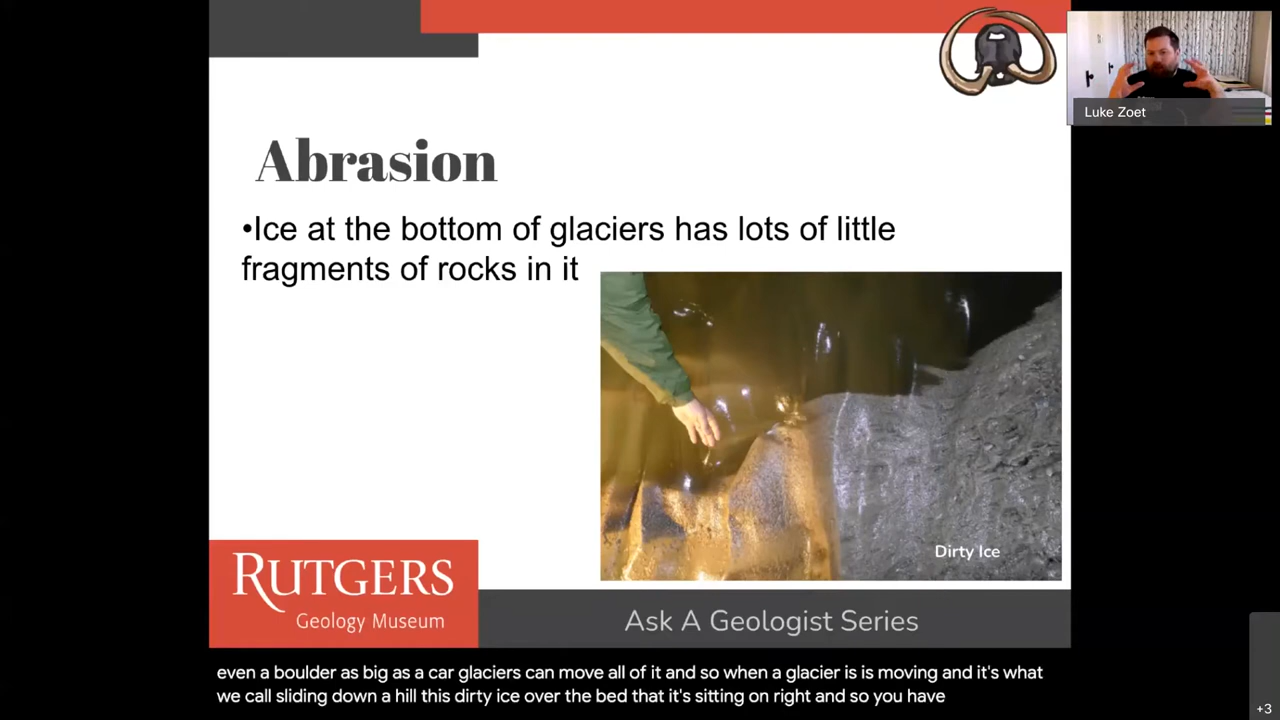 Luke Zoet
Abrasion
•Ice at the bottom of glaciers has lots of little
fragments of rocks in it
Dirty Ice
RUTGERS
Geology Museum
Ask A Geologist Series
even a boulder as big as a car glaciers can move all of it and so when a glacier is is moving and it's what
we call sliding down a hill this dirty ice over the bed that it's sitting on right and so you have
+3